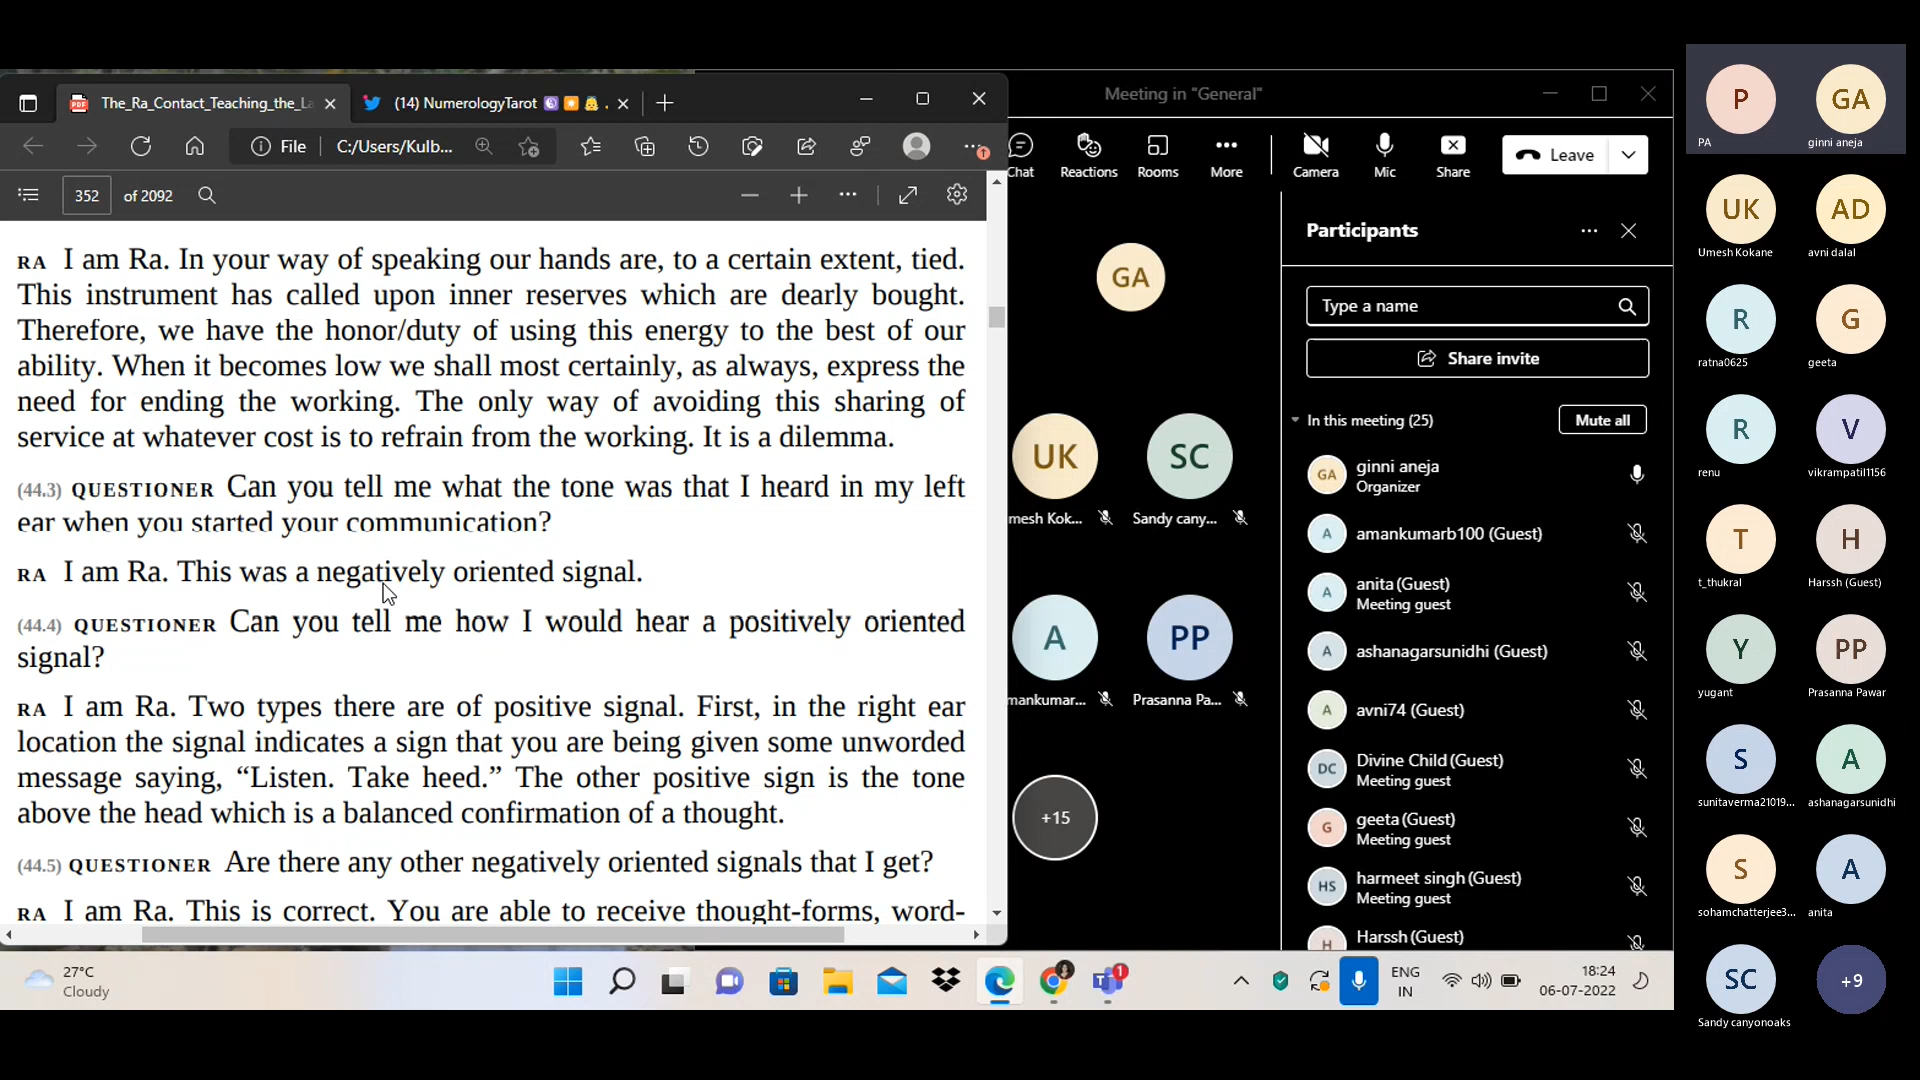 The_Ra_Contact_Teaching_the_La
(14) NumerologyTarot
File
C:/Users/Kulb...
352
of 2092
RA I am Ra. In your way of speaking our hands are, to a certain extent, tied.
This instrument has called upon inner reserves which are dearly bought.
Therefore, we have the honor/duty of using this energy to the best of our
ability. When it becomes low we shall most certainly, as always, express the
need for ending the working. The only way of avoiding this sharing of
service at whatever cost is to refrain from the working. It is a dilemma.
(44.3) QUESTIONER Can you tell me what the tone was that I heard in my left
ear when you started your communication?
RA I am Ra. This was a negatively oriented signal.
(44.4) QUESTIONER Can you tell me how I would hear a positively oriented
signal?
RA I am Ra. Two types there are of positive signal. First, in the right ear
location the signal indicates a sign that you are being given some unworded
message saying, “Listen. Take heed.” The other positive sign is the tone
above the head which is a balanced confirmation of a thought.
(44.5) QUESTIONER Are there any other negatively oriented signals that I get?
RA I am Ra. This is correct. You are able to receive thought-forms, word-
Meeting in "General"
Chat
Reactions
Rooms
More
Camera
Mic
Share
Leave
GA
UK
SC
mesh Kok...
Sandy cany...
A
PP
mankumar...
Prasanna Pa...
+15
Participants
Type a name
Share invite
In this meeting (25)
Mute all
GA
ginni aneja
Organizer
A
amankumarb100 (Guest)
A
anita (Guest)
Meeting guest
A
ashanagarsunidhi (Guest)
A
avni74 (Guest)
DC
Divine Child (Guest)
Meeting guest
G
geeta (Guest)
Meeting guest
HS
harmeet singh (Guest)
Meeting guest
H
Harssh (Guest)
P
GA
PA
ginni aneja
UK
AD
Umesh Kokane
avni dalal
R
G
ratna0625
geeta
R
V
renu
vikrampatil1156
T
H
t_thukral
Harssh (Guest)
Y
PP
yugant
Prasanna Pawar
S
A
sunitaverma21019...
ashanagarsunidhi
S
A
sohamchatterjee3...
anita
SC
+9
Sandy canyonoaks
27°C
Cloudy
1
ENG
IN
18:24
06-07-2022